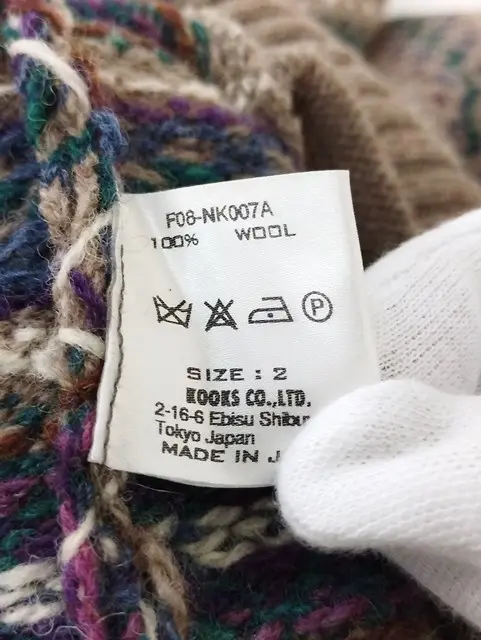 F08-NK007A
100% WOOL
P
SIZE : 2
KOOKS CO.,LTD.
2-16-6 Ebisu
Tokyo Japan
MADE IN